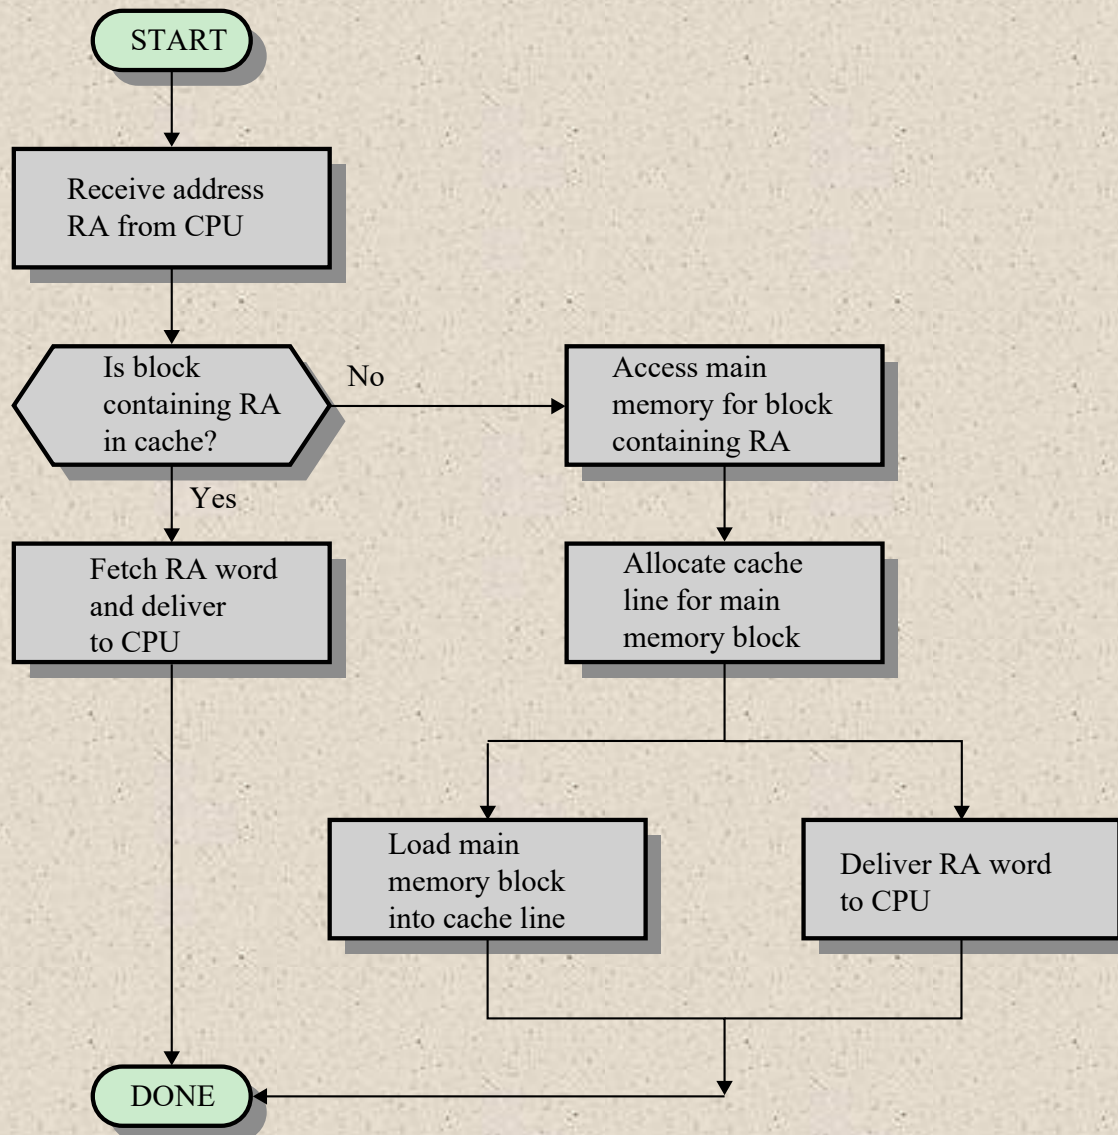 START
Receive address
RA from CPU
Is block
containing RA
in cache?
No
Access main
memory for block
containing RA
Yes
Fetch RA word
and deliver
to CPU
Allocate cache
line for main
memory block
Load main
memory block
into cache line
Deliver RA word
to CPU
DONE